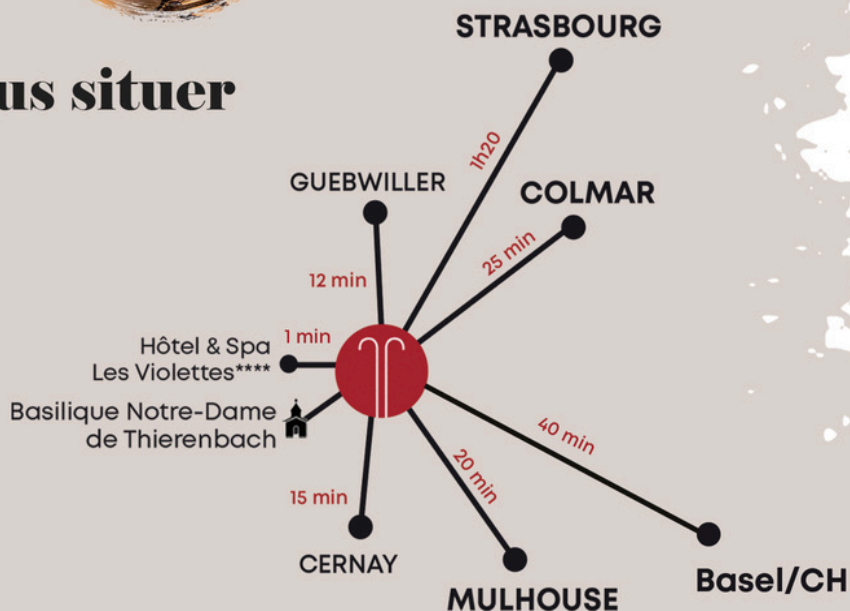 STRASBOURG
us situer
1h20
GUEBWILLER
COLMAR
25 min
12 min
1 min
Hôtel & Spa
Les Violettes****
Basilique Notre-Dame
de Thierenbach
40 min
20 min
15 min
CERNAY
Basel/CH
MULHOUSE